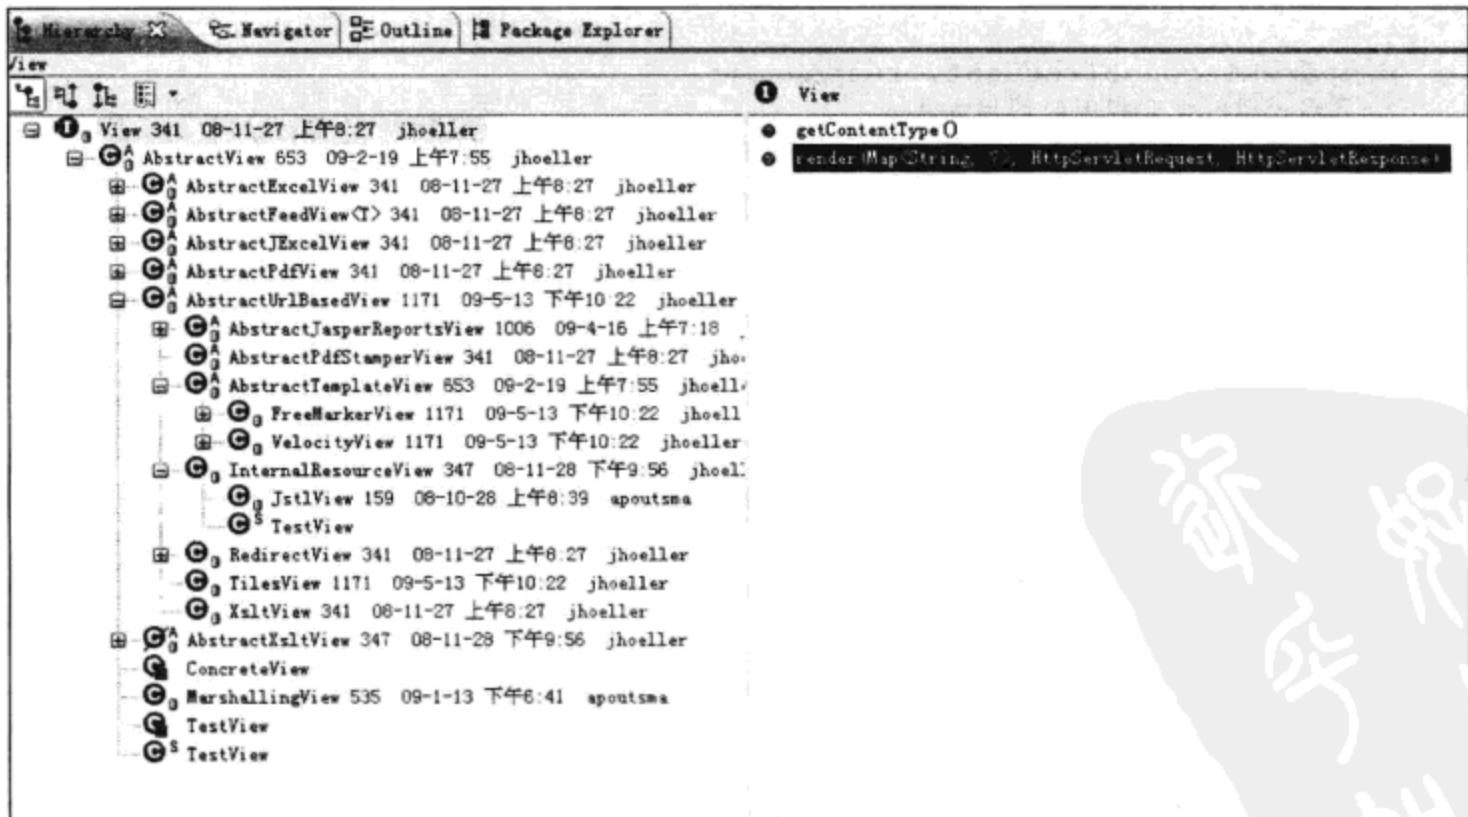 Hierarchy Navigator Outline Package Explorer
View
View
View 341 08-11-27 上午8:27 jhoeller
getContentType()
AbstractView 653 09-2-19 上午7:55 jhoeller
render(Map<String, ?>, HttpServletRequest, HttpServletResponse)
AbstractExcelView 341 08-11-27 上午8:27 jhoeller
AbstractFeedView<T> 341 08-11-27 上午8:27 jhoeller
AbstractJExcelView 341 08-11-27 上午8:27 jhoeller
AbstractPdfView 341 08-11-27 上午8:27 jhoeller
AbstractUrlBasedView 1171 09-5-13 下午10:22 jhoeller
AbstractJasperReportsView 1006 09-4-16 上午7:18
AbstractPdfStamperView 341 08-11-27 上午8:27 jho
AbstractTemplateView 653 09-2-19 上午7:55 jhoell
FreeMarkerView 1171 09-5-13 下午10:22 jhoell
VelocityView 1171 09-5-13 下午10:22 jhoeller
InternalResourceView 347 08-11-28 下午9:56 jhoel
JstlView 159 08-10-28 上午8:39 apoutsma
TestView
RedirectView 341 08-11-27 上午8:27 jhoeller
TilesView 1171 09-5-13 下午10:22 jhoeller
XsltView 341 08-11-27 上午8:27 jhoeller
AbstractXsltView 347 08-11-28 下午9:56 jhoeller
ConcreteView
MarshallingView 535 09-1-13 下午6:41 apoutsma
TestView
TestView